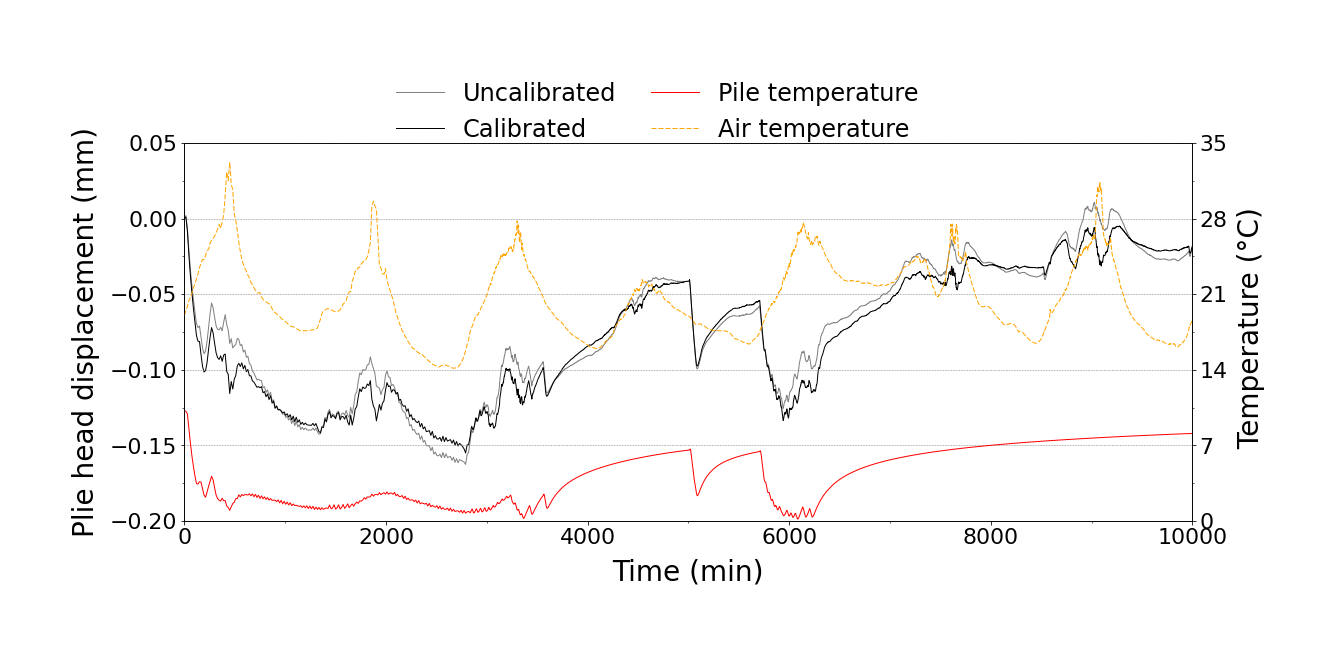 Uncalibrated
Pile temperature
Calibrated
Air temperature
Plie head displacement (mm)
0.05
0.00
−0.05
−0.10
−0.15
−0.20
35
28
21
14
7
0
Temperature (°C)
0
2000
4000
6000
8000
10000
Time (min)